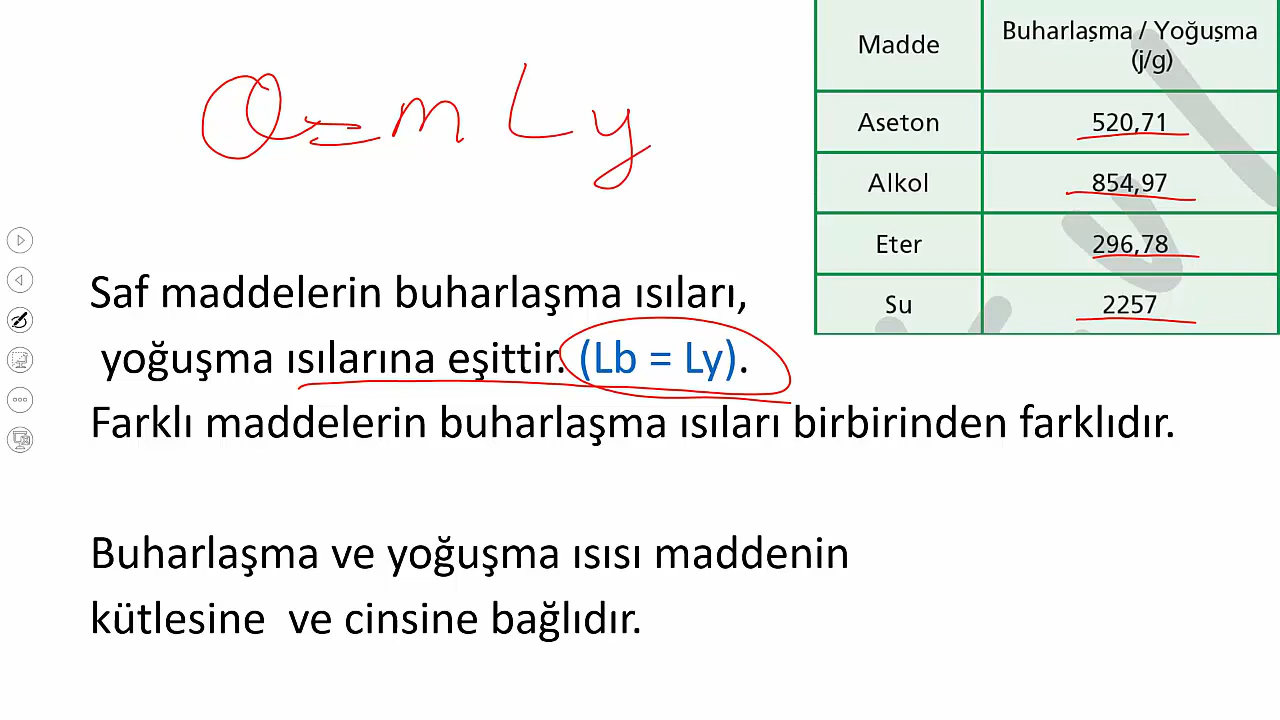 Q = m Ly
Madde Buharlaşma / Yoğuşma
(j/g)
Aseton 520,71
Alkol 854,97
Eter 296,78
Su 2257
Saf maddelerin buharlaşma ısıları,
yoğuşma ısılarına eşittir. (Lb = Ly).
Farklı maddelerin buharlaşma ısıları birbirinden farklıdır.
Buharlaşma ve yoğuşma ısısı maddenin
kütlesine ve cinsine bağlıdır.